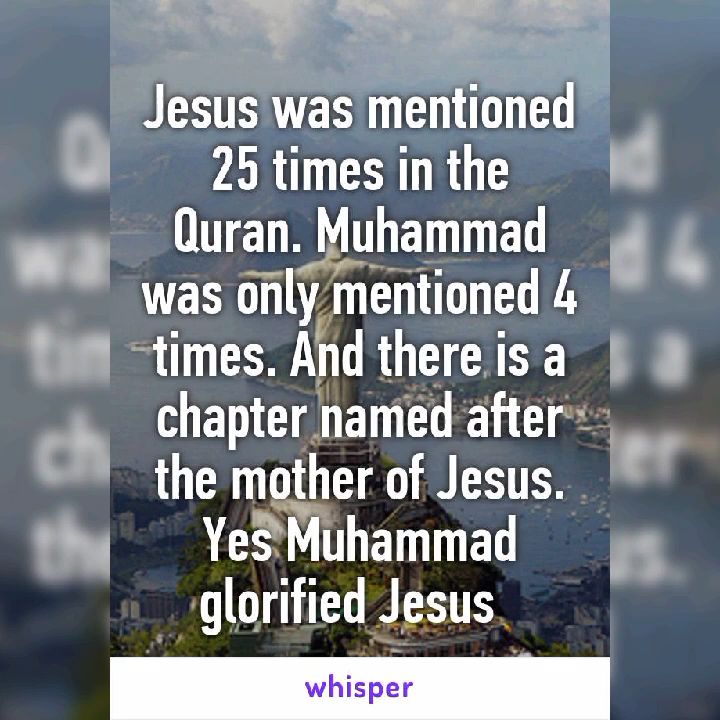 Jesus was mentioned
25 times in the
Quran. Muhammad
was only mentioned 4
times. And there is a
chapter named after
the mother of Jesus.
Yes Muhammad
glorified Jesus
whisper